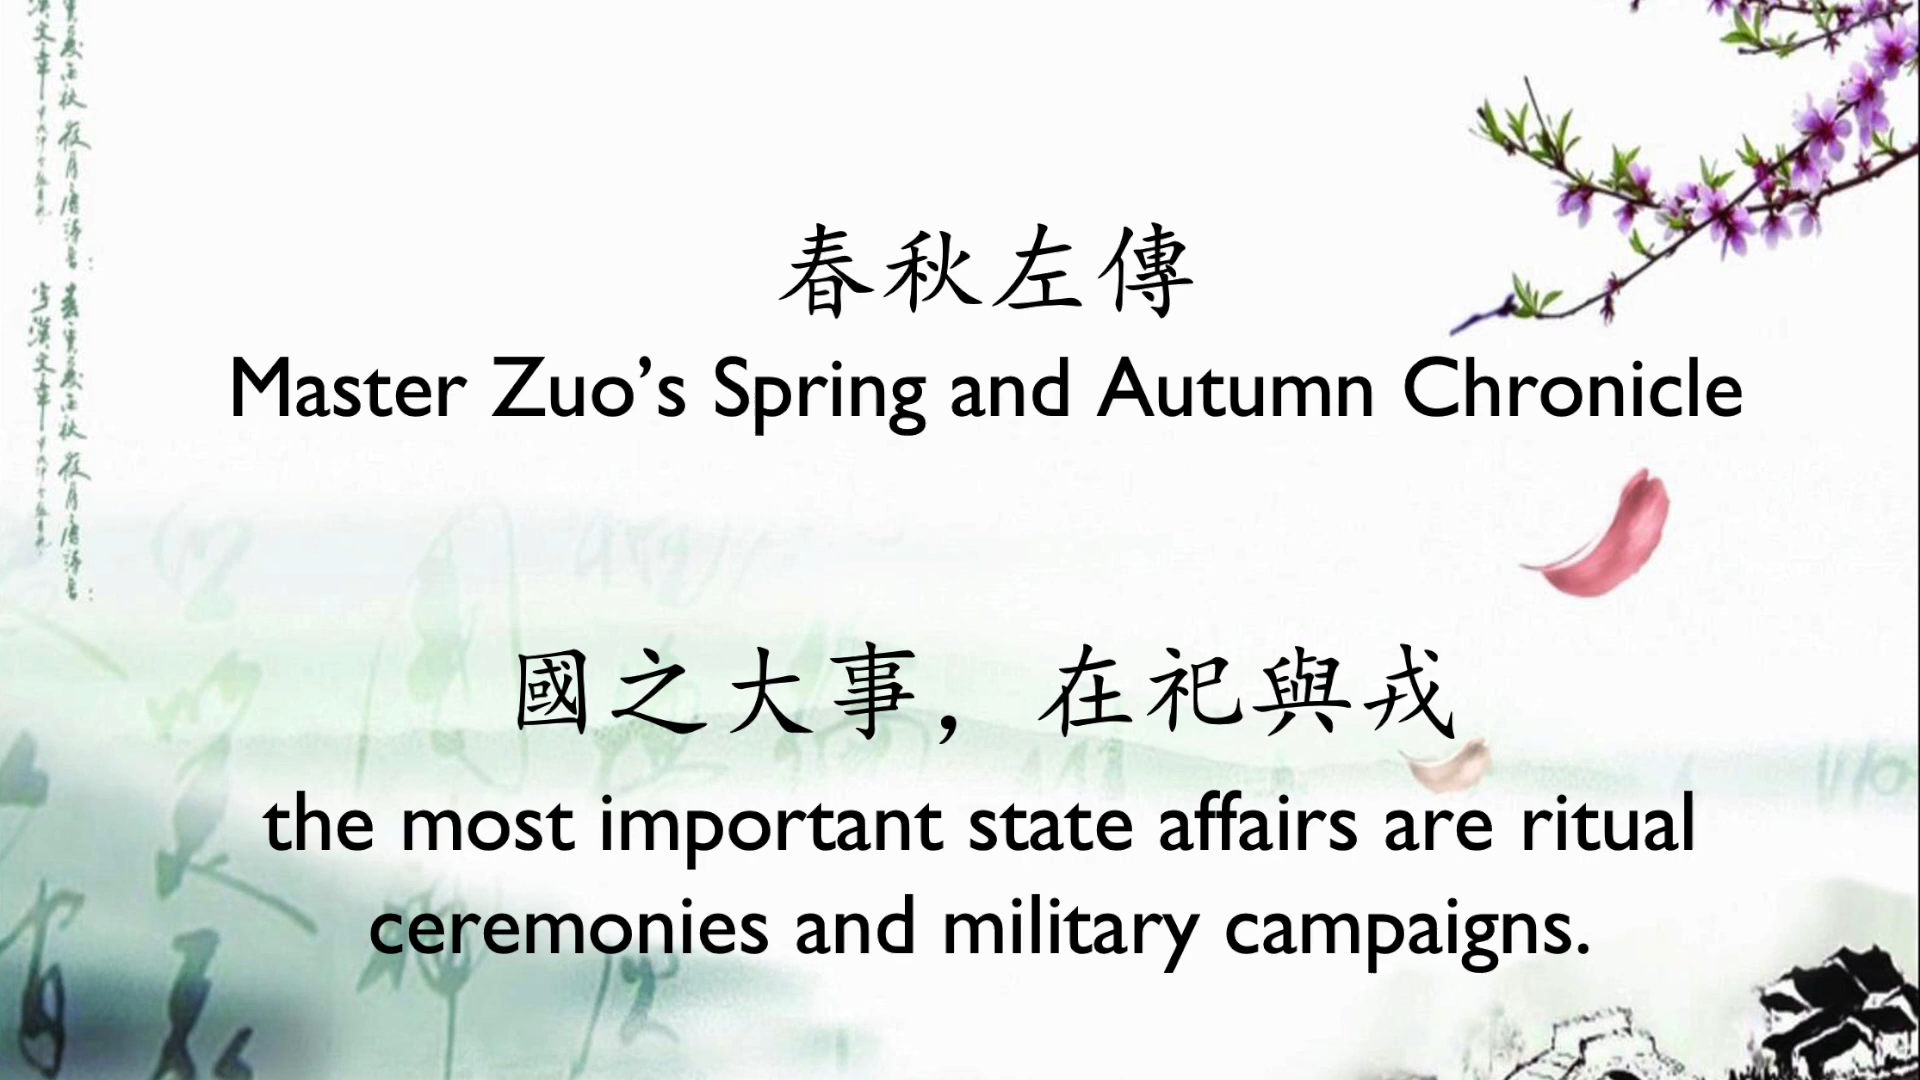 春秋左傳
Master Zuo’s Spring and Autumn Chronicle
國之大事，在祀與戎
the most important state affairs are ritual
ceremonies and military campaigns.